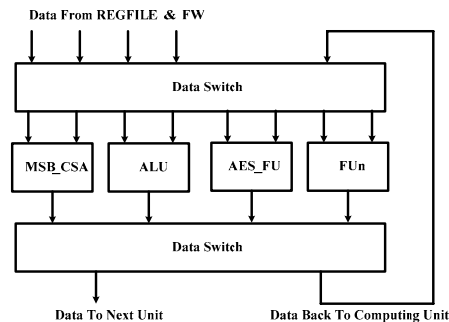 Data From REGFILE & FW
Data Switch
MSB_CSA
ALU
AES_FU
FUn
Data Switch
Data To Next Unit
Data Back To Computing Unit